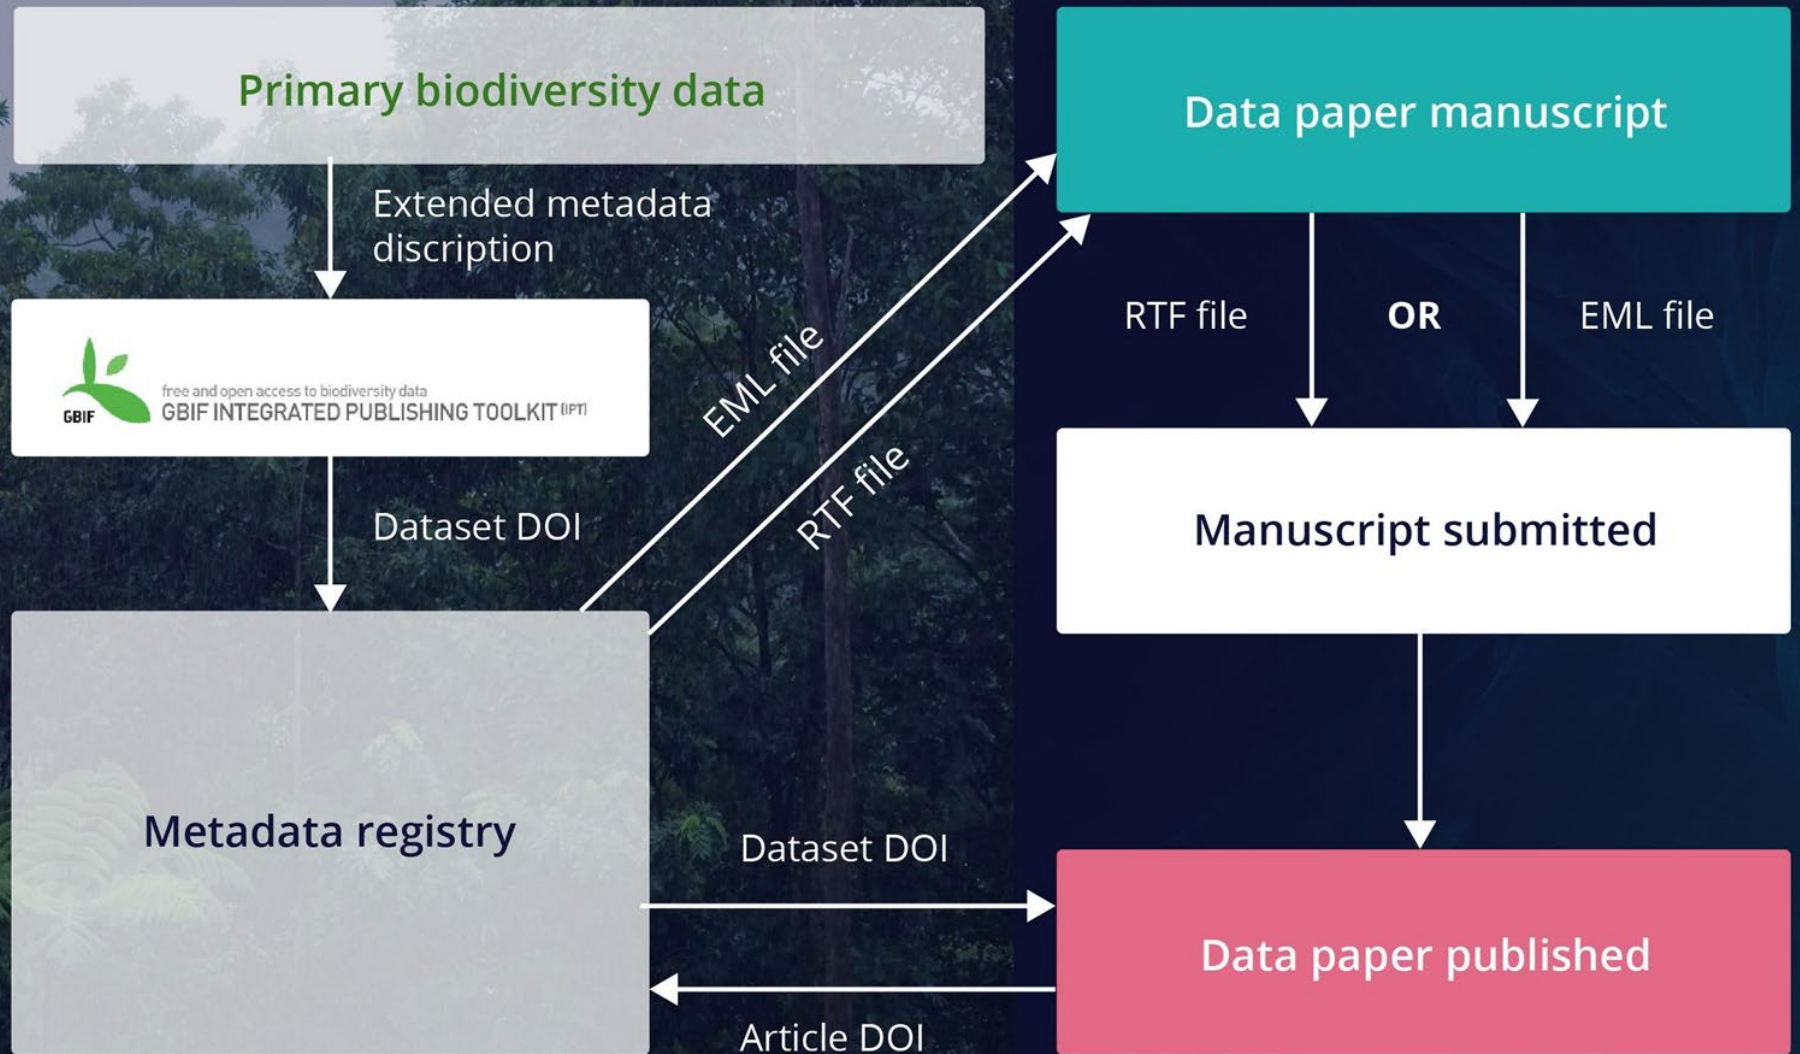 Primary biodiversity data
Extended metadata
discription
free and open access to biodiversity data
GBIF
GBIF INTEGRATED PUBLISHING TOOLKIT (IPT)
Dataset DOI
Metadata registry
EML file
RTF file
Data paper manuscript
RTF file
OR
EML file
Manuscript submitted
Dataset DOI
Article DOI
Data paper published